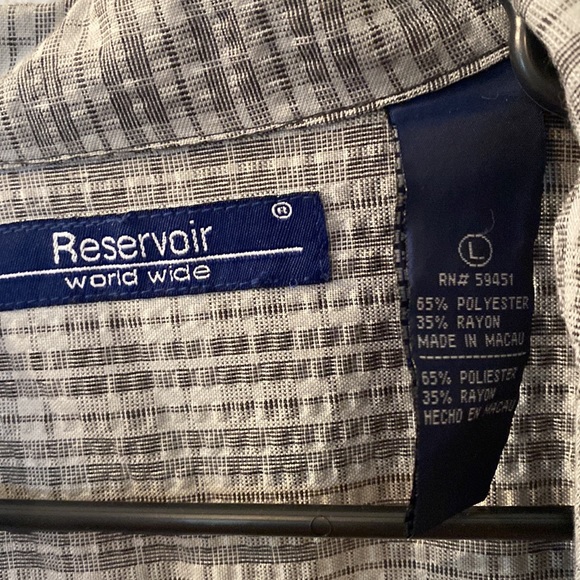 Reservoir ®
world wide
L
RN# 59451
65% POLYESTER
35% RAYON
MADE IN MACAU
65% POLIESTER
35% RAYON
HECHO EN MACAU